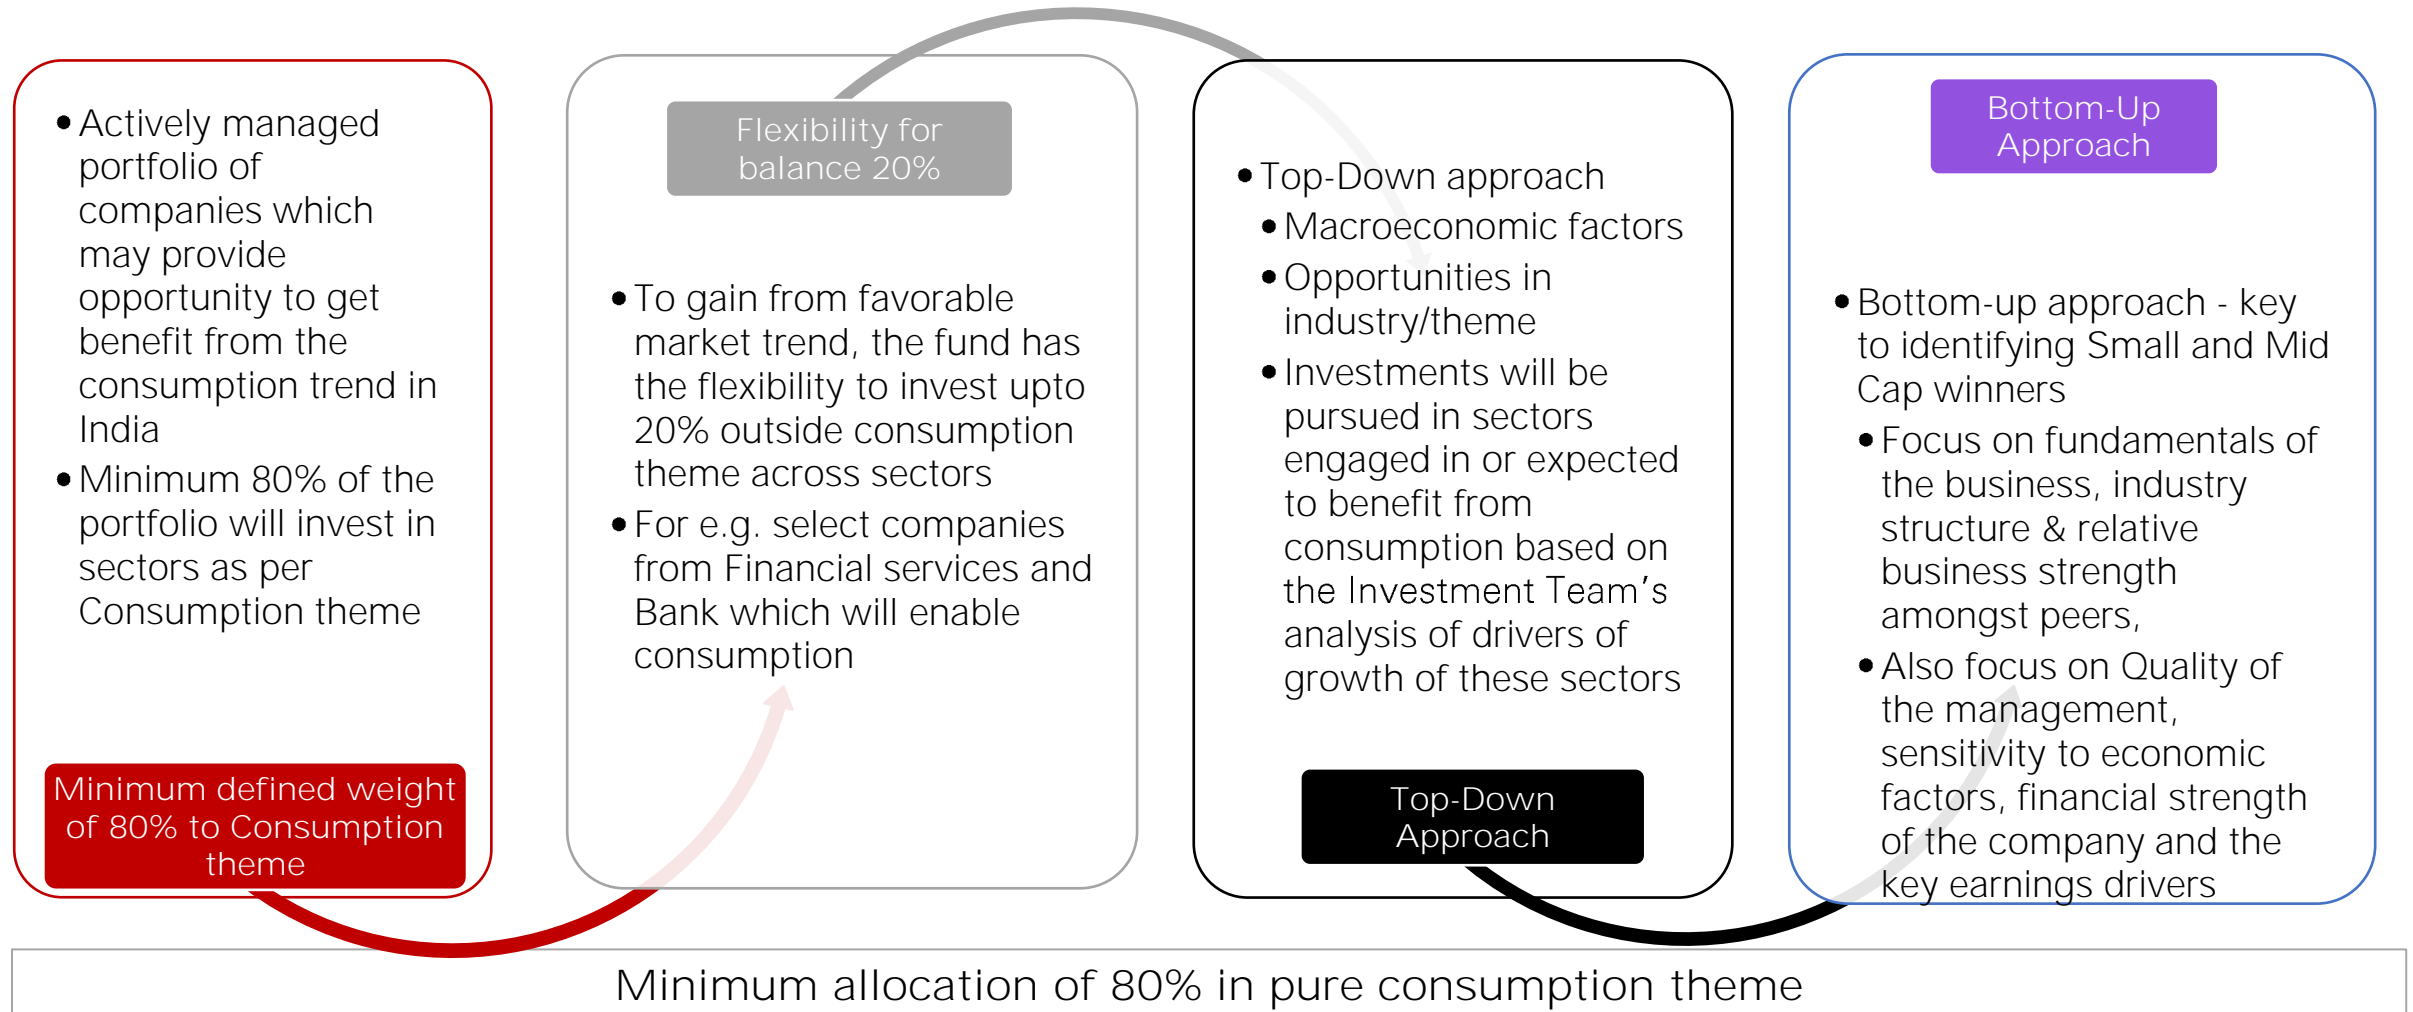 • Actively managed
portfolio of
companies which
may provide
opportunity to get
benefit from the
consumption trend in
India
• Minimum 80% of the
portfolio will invest in
sectors as per
Consumption theme
Minimum defined weight
of 80% to Consumption
theme
Flexibility for
balance 20%
• To gain from favorable
market trend, the fund has
the flexibility to invest upto
20% outside consumption
theme across sectors
• For e.g. select companies
from Financial services and
Bank which will enable
consumption
• Top-Down approach
• Macroeconomic factors
• Opportunities in
industry/theme
• Investments will be
pursued in sectors
engaged in or expected
to benefit from
consumption based on
the Investment Team’s
analysis of drivers of
growth of these sectors
Top-Down
Approach
Bottom-Up
Approach
• Bottom-up approach - key
to identifying Small and Mid
Cap winners
• Focus on fundamentals of
the business, industry
structure & relative
business strength
amongst peers,
• Also focus on Quality of
the management,
sensitivity to economic
factors, financial strength
of the company and the
key earnings drivers
Minimum allocation of 80% in pure consumption theme